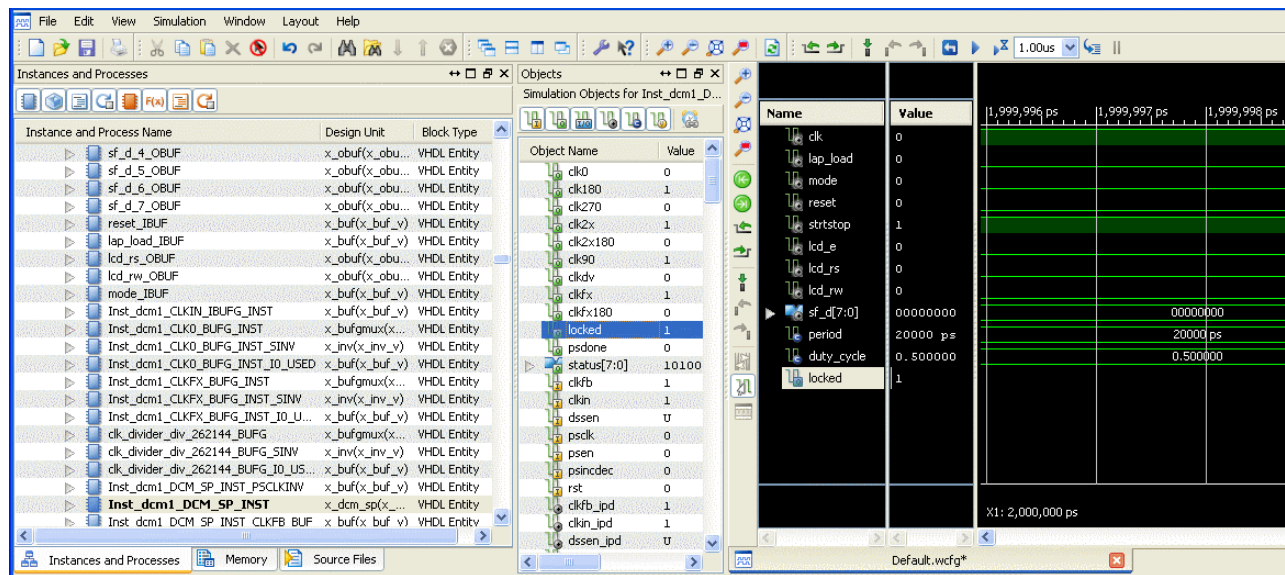 File Edit View Simulation Window Layout Help
1.00us
Instances and Processes
F(x)
Instance and Process Name Design Unit Block Type
sf_d_4_OBUF x_obuf(x_obu... VHDL Entity
sf_d_5_OBUF x_obuf(x_obu... VHDL Entity
sf_d_6_OBUF x_obuf(x_obu... VHDL Entity
sf_d_7_OBUF x_obuf(x_obu... VHDL Entity
reset_IBUF x_buf(x_buf_v) VHDL Entity
lap_load_IBUF x_buf(x_buf_v) VHDL Entity
lcd_rs_OBUF x_obuf(x_obu... VHDL Entity
lcd_rw_OBUF x_obuf(x_obu... VHDL Entity
mode_IBUF x_buf(x_buf_v) VHDL Entity
Inst_dcm1_CLKIN_IBUFG_INST x_buf(x_buf_v) VHDL Entity
Inst_dcm1_CLK0_BUFG_INST x_bufgmux(x... VHDL Entity
Inst_dcm1_CLK0_BUFG_INST_SINV x_inv(x_inv_v) VHDL Entity
Inst_dcm1_CLK0_BUFG_INST_I0_USED x_buf(x_buf_v) VHDL Entity
Inst_dcm1_CLKFX_BUFG_INST x_bufgmux(x... VHDL Entity
Inst_dcm1_CLKFX_BUFG_INST_SINV x_inv(x_inv_v) VHDL Entity
Inst_dcm1_CLKFX_BUFG_INST_I0_U... x_buf(x_buf_v) VHDL Entity
clk_divider_div_262144_BUFG x_bufgmux(x... VHDL Entity
clk_divider_div_262144_BUFG_SINV x_inv(x_inv_v) VHDL Entity
clk_divider_div_262144_BUFG_I0_US... x_buf(x_buf_v) VHDL Entity
Inst_dcm1_DCM_SP_INST_PSCLKINV x_buf(x_buf_v) VHDL Entity
Inst_dcm1_DCM_SP_INST x_dcm_sp(x_... VHDL Entity
Inst_dcm1_DCM_SP_INST_CLKFB_BUF x_buf(x_buf_v) VHDL Entity
Instances and Processes Memory Source Files
Objects
Simulation Objects for Inst_dcm1_D...
Object Name Value
clk0 0
clk180 1
clk270 0
clk2x 1
clk2x180 0
clk90 1
clkdv 0
clkfx 1
clkfx180 0
locked 1
psdone 0
status[7:0] 10100
clkfb 1
clkin 1
dssen U
psclk 0
psen 0
psincdec 0
rst 0
clkfb_ipd 1
clkin_ipd 1
dssen_ipd U
Name Value
1,999,996 ps 1,999,997 ps 1,999,998 ps
clk 0
lap_load 0
mode 0
reset 0
strtstop 1
lcd_e 0
lcd_rs 0
lcd_rw 0
sf_d[7:0] 00000000 00000000
period 20000 ps 20000 ps
duty_cycle 0.500000 0.500000
locked 1
X1: 2,000,000 ps
Default.wcfg*